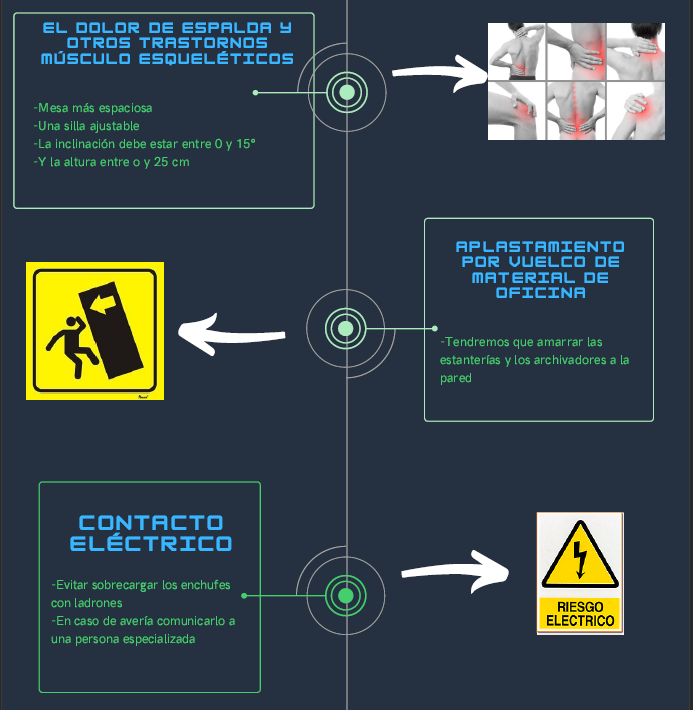 EL DOLOR DE ESPALDA Y
OTROS TRASTORNOS
MÚSCULO ESQUELÉTICOS
-Mesa más espaciosa
-Una silla ajustable
-La inclinación debe estar entre 0 y 15°
-Y la altura entre o y 25 cm
APLASTAMIENTO
POR VUELCO DE
MATERIAL DE
OFICINA
-Tendremos que amarrar las
estanterías y los archivadores a la
pared
CONTACTO
ELÉCTRICO
-Evitar sobrecargar los enchufes
con ladrones
-En caso de avería comunicarlo a
una persona especializada
RIESGO
ELECTRICO